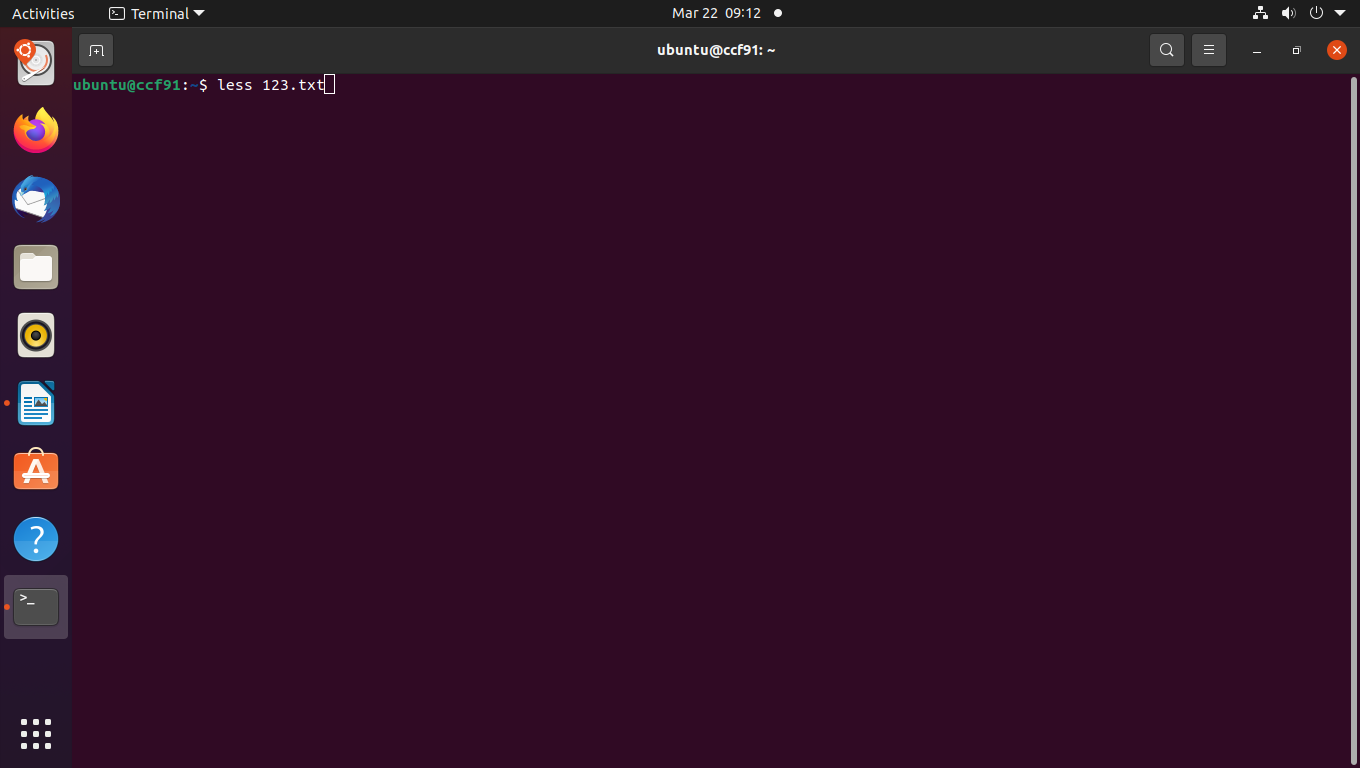 Activities
Terminal
Mar 22 09:12
ubuntu@ccf91: ~
ubuntu@ccf91:~$ less 123.txt